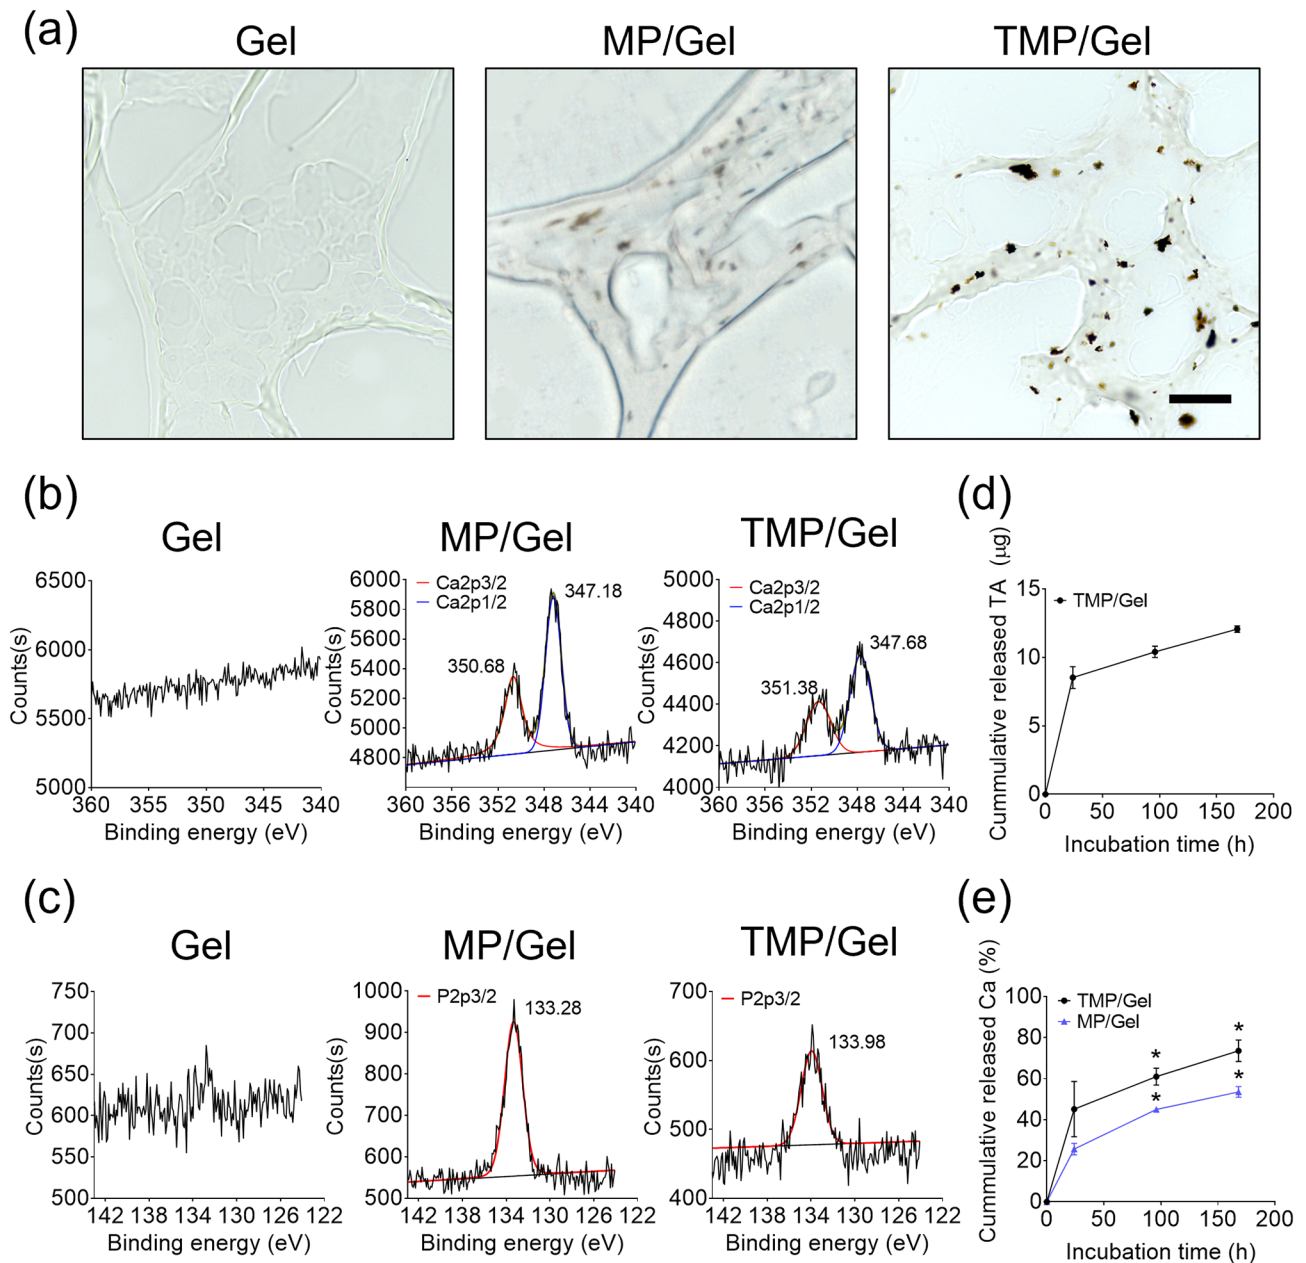 (a)
Gel
MP/Gel
TMP/Gel
(b)
Gel
Counts(s)
6500
6000
5500
5000
360
355
350
345
340
Binding energy (eV)
MP/Gel
Counts(s)
6000
5800
5600
5400
5200
5000
4800
Ca2p3/2
Ca2p1/2
347.18
350.68
360
356
352
347
344
340
Binding energy (eV)
TMP/Gel
Counts(s)
5000
4800
4600
4400
4200
4000
Ca2p3/2
Ca2p1/2
347.68
351.38
360
355
352
348
344
340
Binding energy (eV)
(d)
Cummulative released TA (μg)
15
10
5
0
TMP/Gel
0
50
100
150
200
Incubation time (h)
(c)
Gel
Counts(s)
750
700
650
600
550
500
142
138
134
130
126
122
Binding energy (eV)
MP/Gel
Counts(s)
1000
900
800
700
600
500
P2p3/2
133.28
142
138
134
130
126
122
Binding energy (eV)
TMP/Gel
Counts(s)
700
600
500
400
P2p3/2
133.98
142
138
134
130
126
122
Binding energy (eV)
(e)
Cummulative released Ca (%)
100
80
60
40
20
0
TMP/Gel
MP/Gel
*
*
*
*
0
50
100
150
200
Incubation time (h)